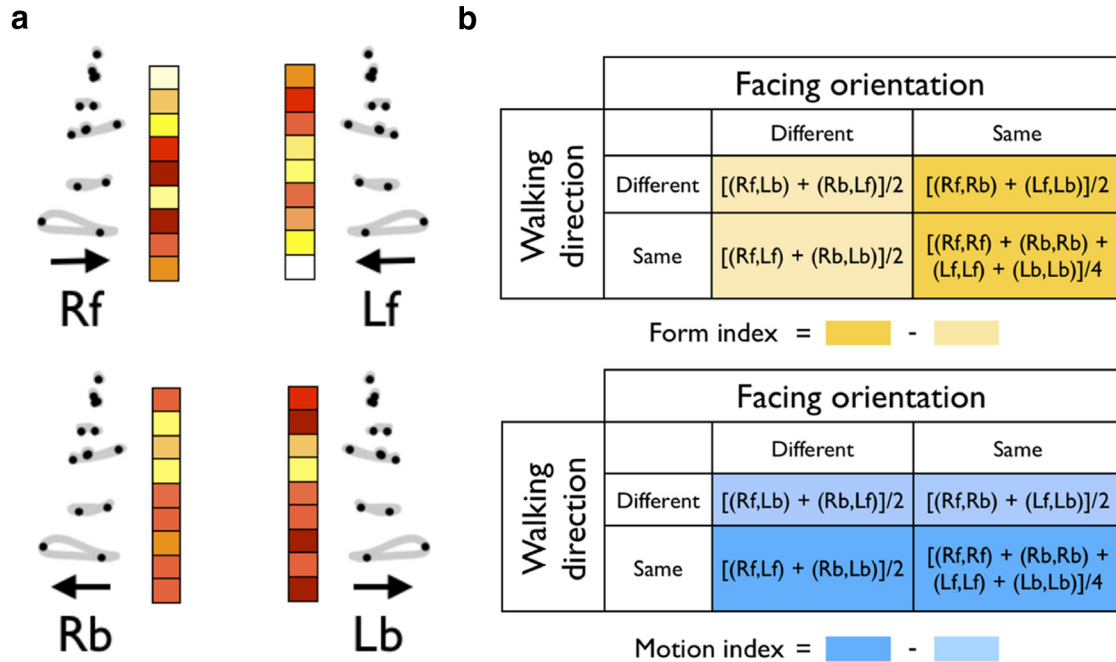 a
Rf
Lf
Rb
Lb
b
Facing orientation
Walking
direction
Different
Same
Different
[(Rf,Lb) + (Rb,Lf)]/2
[(Rf,Rb) + (Lf,Lb)]/2
Same
[(Rf,Lf) + (Rb,Lb)]/2
[(Rf,Rf) + (Rb,Rb) +
(Lf,Lf) + (Lb,Lb)]/4
Form index = -
Facing orientation
Walking
direction
Different
Same
Different
[(Rf,Lb) + (Rb,Lf)]/2
[(Rf,Rb) + (Lf,Lb)]/2
Same
[(Rf,Lf) + (Rb,Lb)]/2
[(Rf,Rf) + (Rb,Rb) +
(Lf,Lf) + (Lb,Lb)]/4
Motion index = -